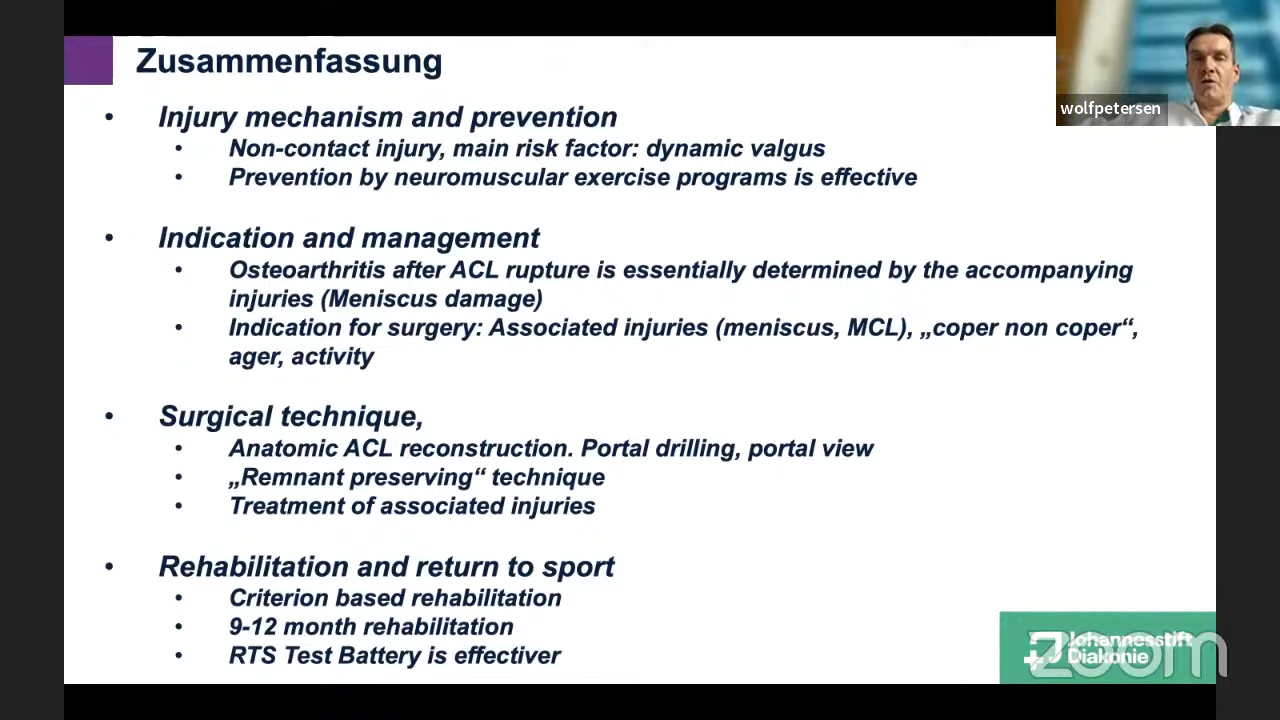 Zusammenfassung
wolfpetersen
• Injury mechanism and prevention
• Non-contact injury, main risk factor: dynamic valgus
• Prevention by neuromuscular exercise programs is effective
• Indication and management
• Osteoarthritis after ACL rupture is essentially determined by the accompanying
injuries (Meniscus damage)
• Indication for surgery: Associated injuries (meniscus, MCL), „coper non coper“,
ager, activity
• Surgical technique,
• Anatomic ACL reconstruction. Portal drilling, portal view
• „Remnant preserving“ technique
• Treatment of associated injuries
• Rehabilitation and return to sport
• Criterion based rehabilitation
• 9-12 month rehabilitation
• RTS Test Battery is effectiver
Johannesstift
Diakonie
zoom